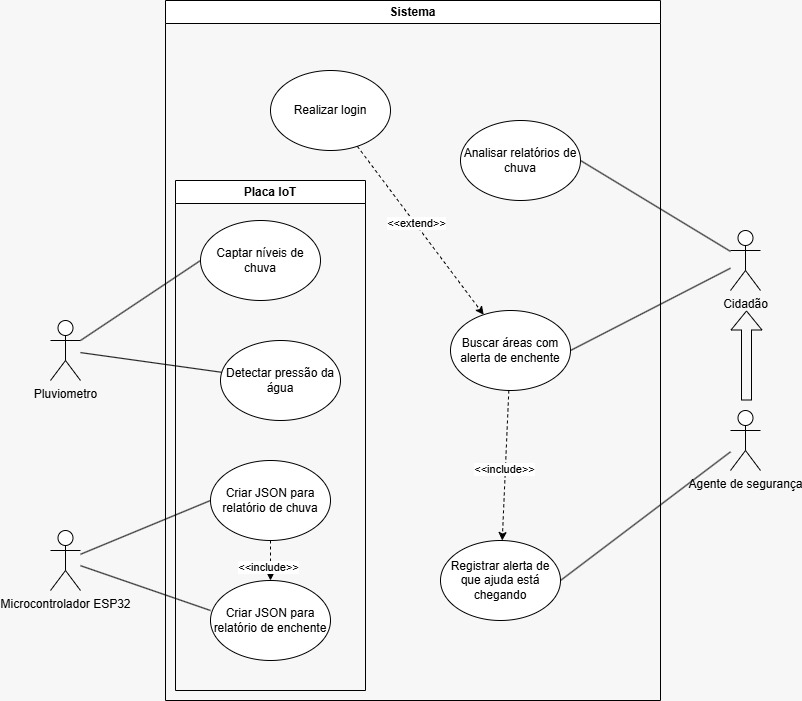 Sistema
Realizar login
Analisar relatórios de
chuva
Placa IoT
<<extend>>
Captar níveis de
chuva
Cidadão
Buscar áreas com
alerta de enchente
Detectar pressão da
água
Pluviometro
<<include>>
Agente de segurança
Criar JSON para
relatório de chuva
<<include>>
Registrar alerta de
que ajuda está
chegando
Microcontrolador ESP32
Criar JSON para
relatório de enchente